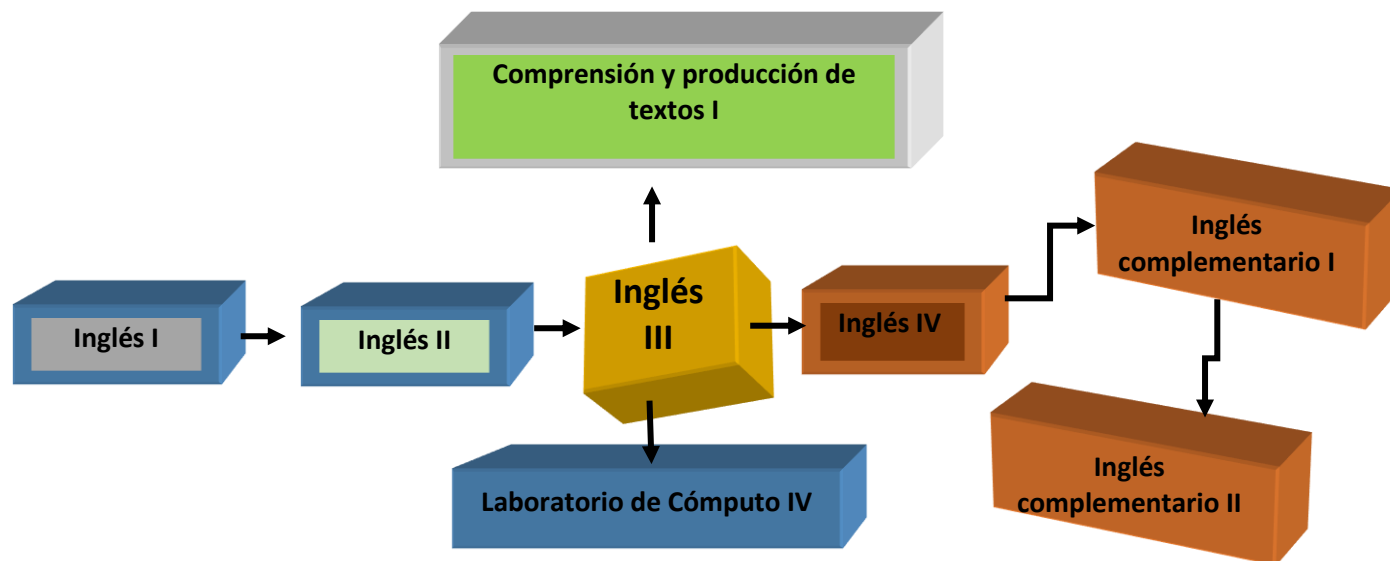 Comprensión y producción de
textos I
Inglés I
Inglés II
Inglés
III
Inglés IV
Inglés
complementario I
Laboratorio de Cómputo IV
Inglés
complementario II